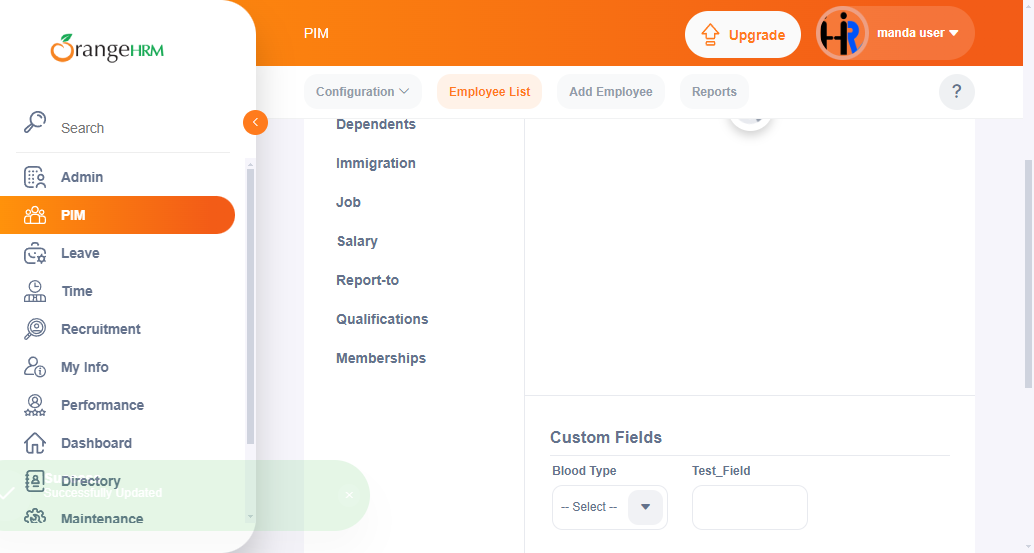 OrangeHRM
PIM
Upgrade
manda user
Search
Configuration
Employee List
Add Employee
Reports
?
Dependents
Immigration
Job
Salary
Report-to
Qualifications
Memberships
Admin
PIM
Leave
Time
Recruitment
My Info
Performance
Dashboard
Directory
Maintenance
Successfully Updated
Custom Fields
Blood Type
Test_Field
-- Select --